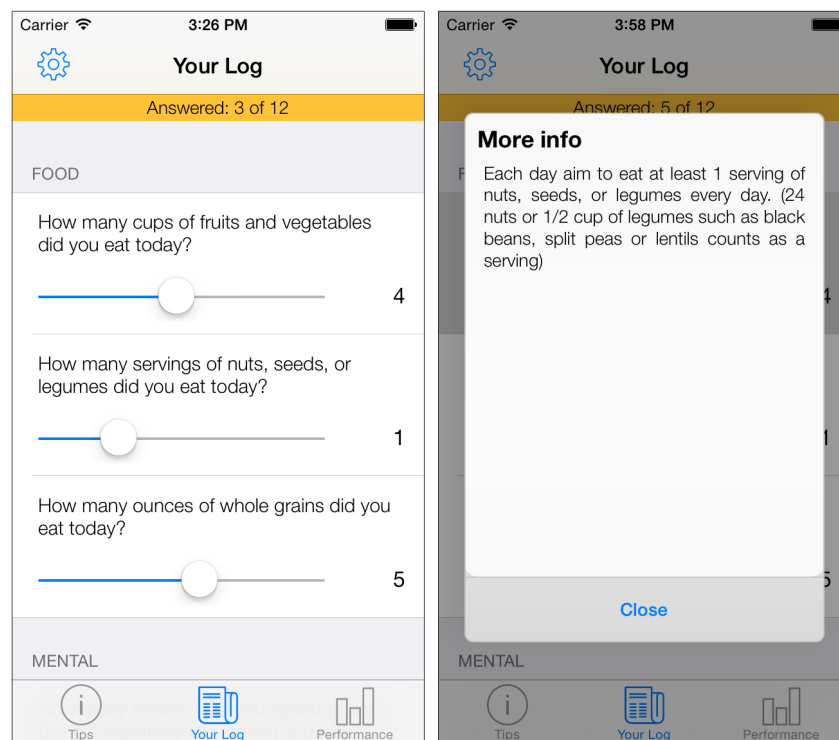 Carrier 3:26 PM
Your Log
Answered: 3 of 12
FOOD
How many cups of fruits and vegetables
did you eat today?
4
How many servings of nuts, seeds, or
legumes did you eat today?
1
How many ounces of whole grains did you
eat today?
5
MENTAL
Tips Your Log Performance
Carrier 3:58 PM
Your Log
Answered: 5 of 12
More info
Each day aim to eat at least 1 serving of
nuts, seeds, or legumes every day. (24
nuts or 1/2 cup of legumes such as black
beans, split peas or lentils counts as a
serving)
4
1
5
Close
MENTAL
Tips Your Log Performance